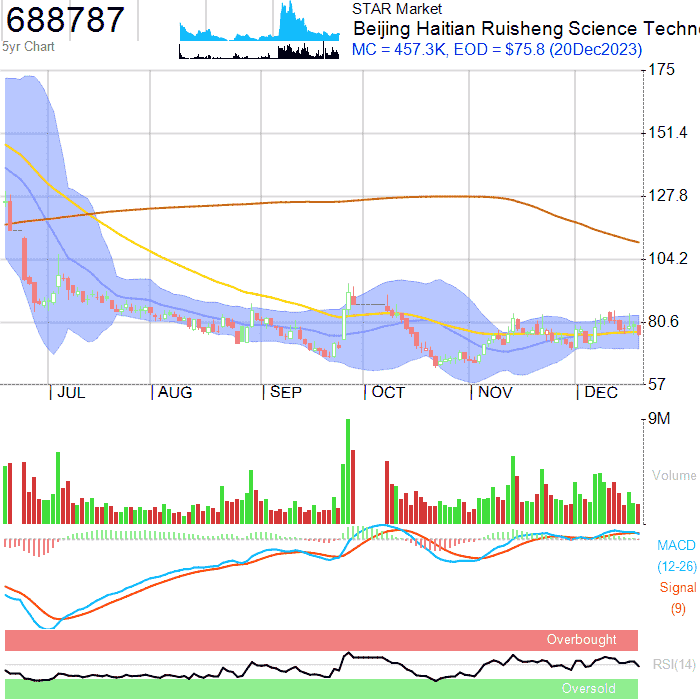 688787
5yr Chart
STAR Market
Beijing Haitian Ruisheng Science Techn
MC = 457.3K, EOD = $75.8 (20Dec2023)
175
151.4
127.8
104.2
80.6
57
JUL AUG SEP OCT NOV DEC
9M
Volume
MACD
(12-26)
Signal
(9)
Overbought
RSI(14)
Oversold